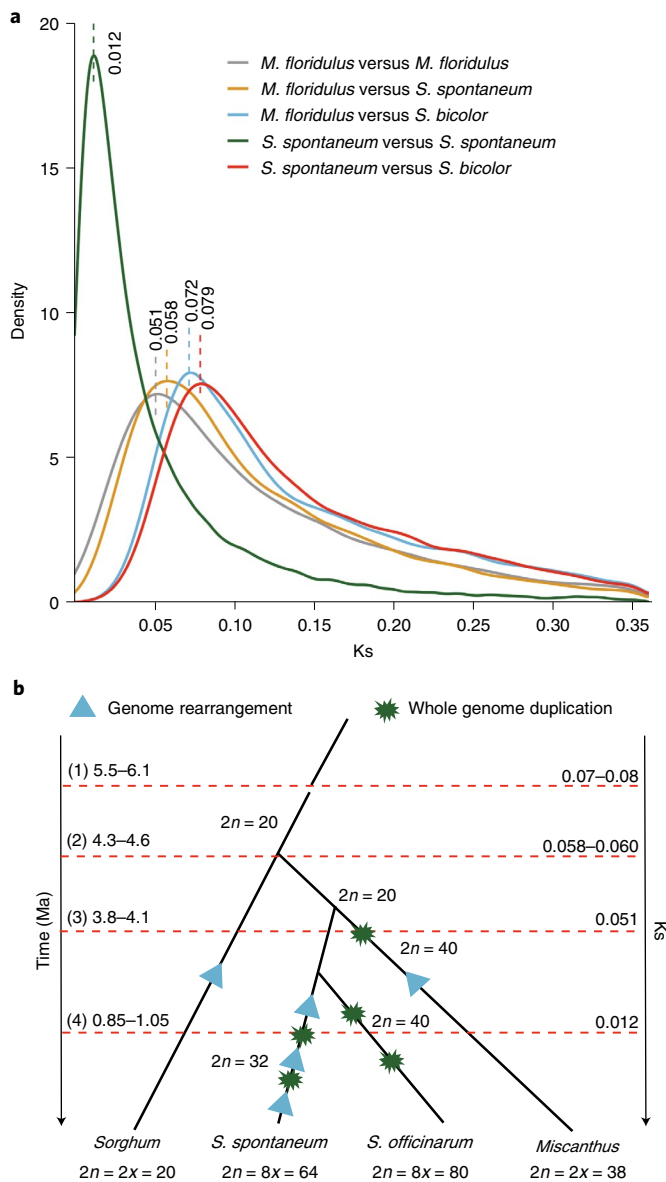 a
20
15
10
5
0
Density
0.012
0.051
0.058
0.072
0.079
M. floridulus versus M. floridulus
M. floridulus versus S. spontaneum
M. floridulus versus S. bicolor
S. spontaneum versus S. spontaneum
S. spontaneum versus S. bicolor
0.05 0.10 0.15 0.20 0.25 0.30 0.35
Ks
b
Genome rearrangement
Whole genome duplication
(1) 5.5–6.1
0.07–0.08
2n = 20
(2) 4.3–4.6
0.058–0.060
2n = 20
(3) 3.8–4.1
0.051
2n = 40
(4) 0.85–1.05
2n = 40
0.012
2n = 32
Time (Ma)
Ks
Sorghum S. spontaneum S. officinarum Miscanthus
2n = 2x = 20 2n = 8x = 64 2n = 8x = 80 2n = 2x = 38